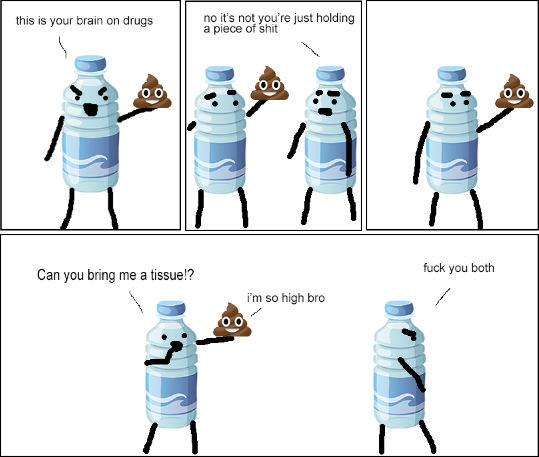 this is your brain on drugs
no it's not you're just holding
a piece of shit
Can you bring me a tissue!?
i'm so high bro
fuck you both